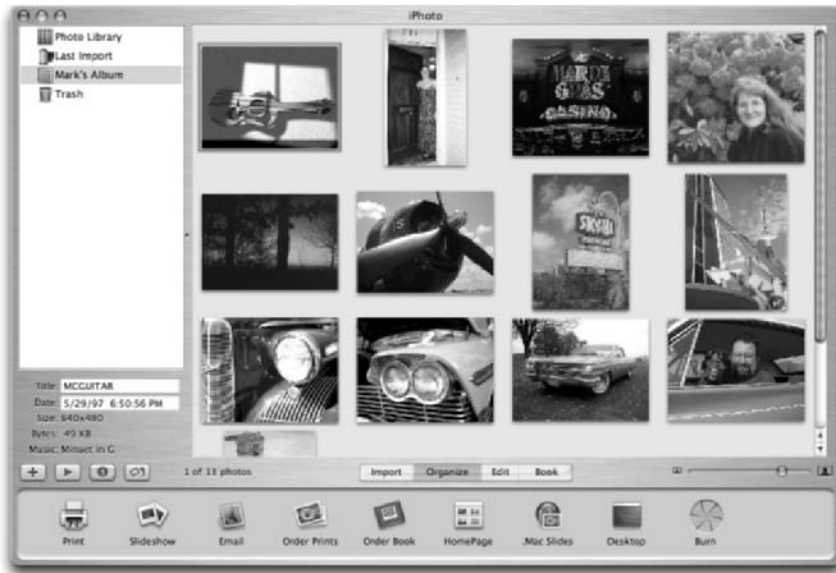 iPhoto
Photo Library
Last Import
Mark's Album
Trash
MARDI
GRAS
CASINO
SKYHI
Title: MCGUITAR
Date: 5/29/97 6:50:56 PM
Size: 640x480
Bytes: 49 KB
Music: Minuet in G
1 of 13 photos
Import Organize Edit Book
Print Slideshow Email Order Prints Order Book HomePage .Mac Slides Desktop Burn